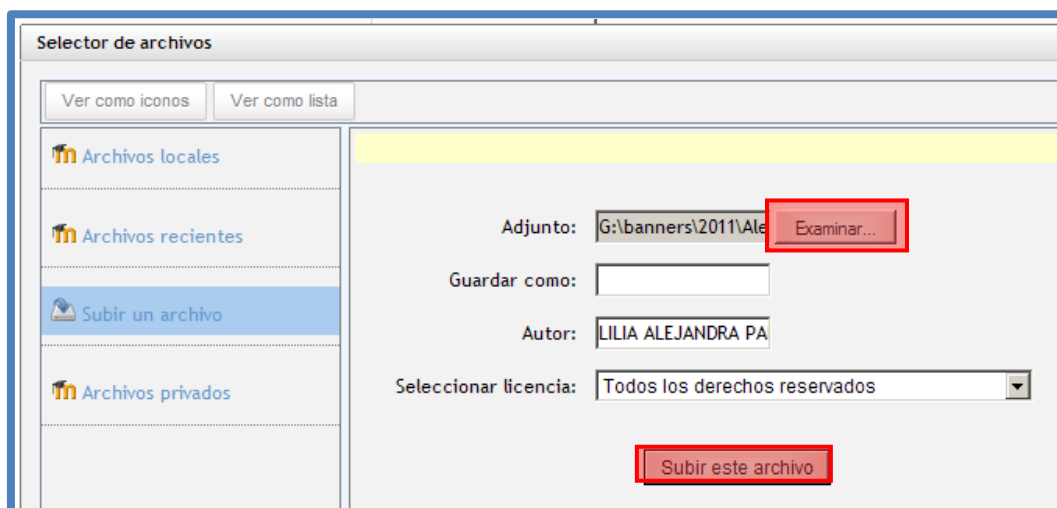 Selector de archivos
Ver como iconos Ver como lista
Archivos locales
Archivos recientes
Subir un archivo
Archivos privados
Adjunto: G:\banners\2011\Ale Examinar...
Guardar como:
Autor: LILIA ALEJANDRA PA
Seleccionar licencia: Todos los derechos reservados
Subir este archivo